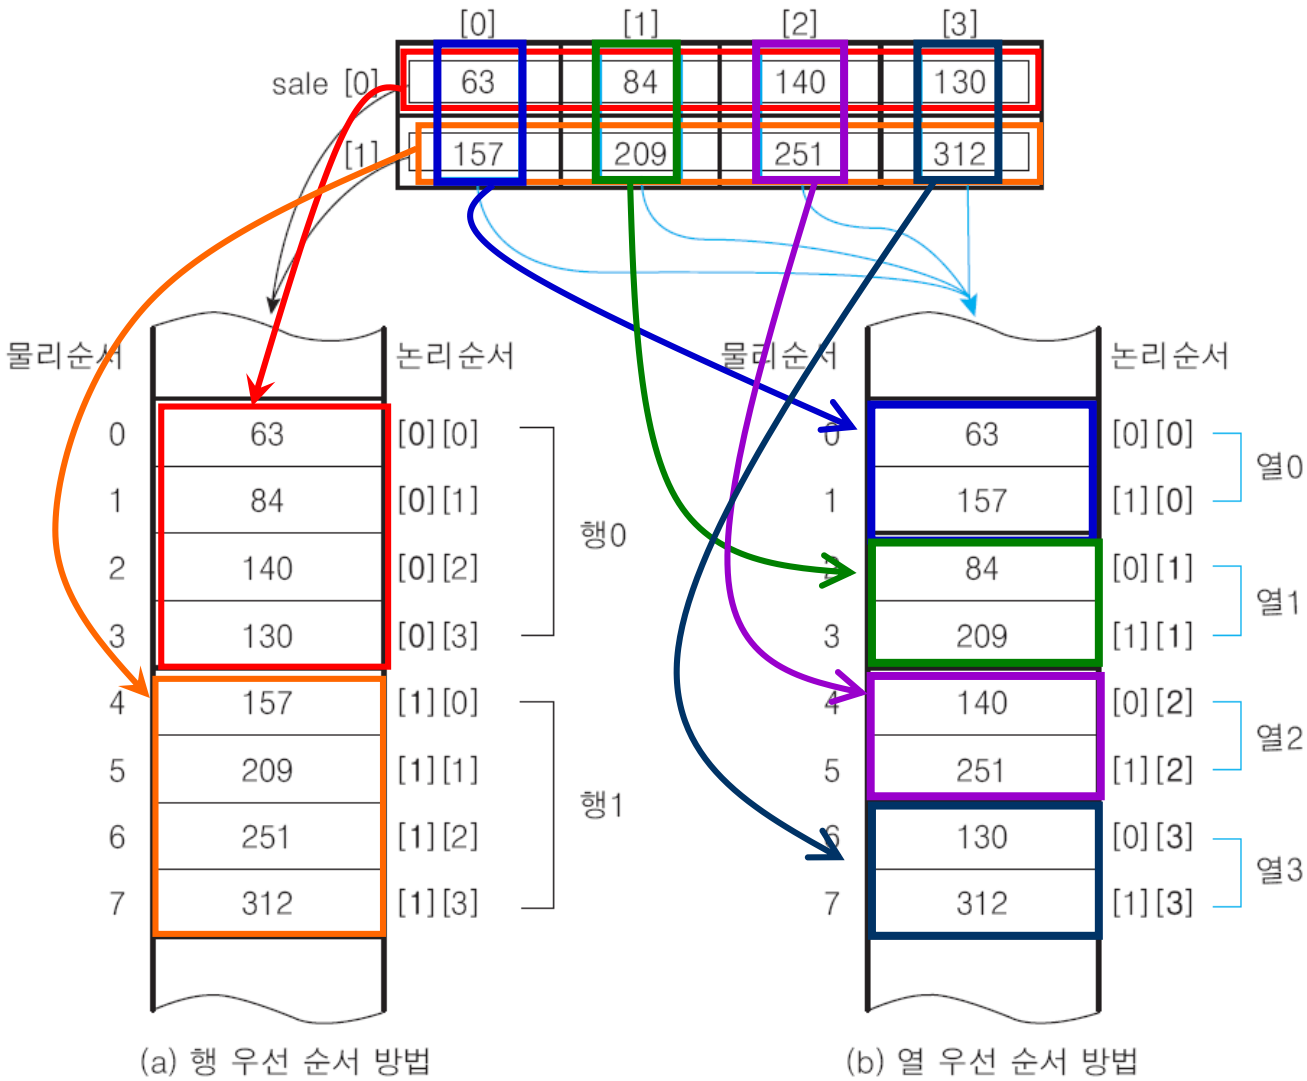 [0] [1] [2] [3]
sale [0] 63 84 140 130
[1] 157 209 251 312
물리순서 논리순서
0 63 [0][0]
1 84 [0][1]
2 140 [0][2]
3 130 [0][3]
행0
4 157 [1][0]
5 209 [1][1]
6 251 [1][2]
7 312 [1][3]
행1
(a) 행 우선 순서 방법
물리순서 논리순서
0 63 [0][0]
1 157 [1][0]
열0
2 84 [0][1]
3 209 [1][1]
열1
4 140 [0][2]
5 251 [1][2]
열2
6 130 [0][3]
7 312 [1][3]
열3
(b) 열 우선 순서 방법